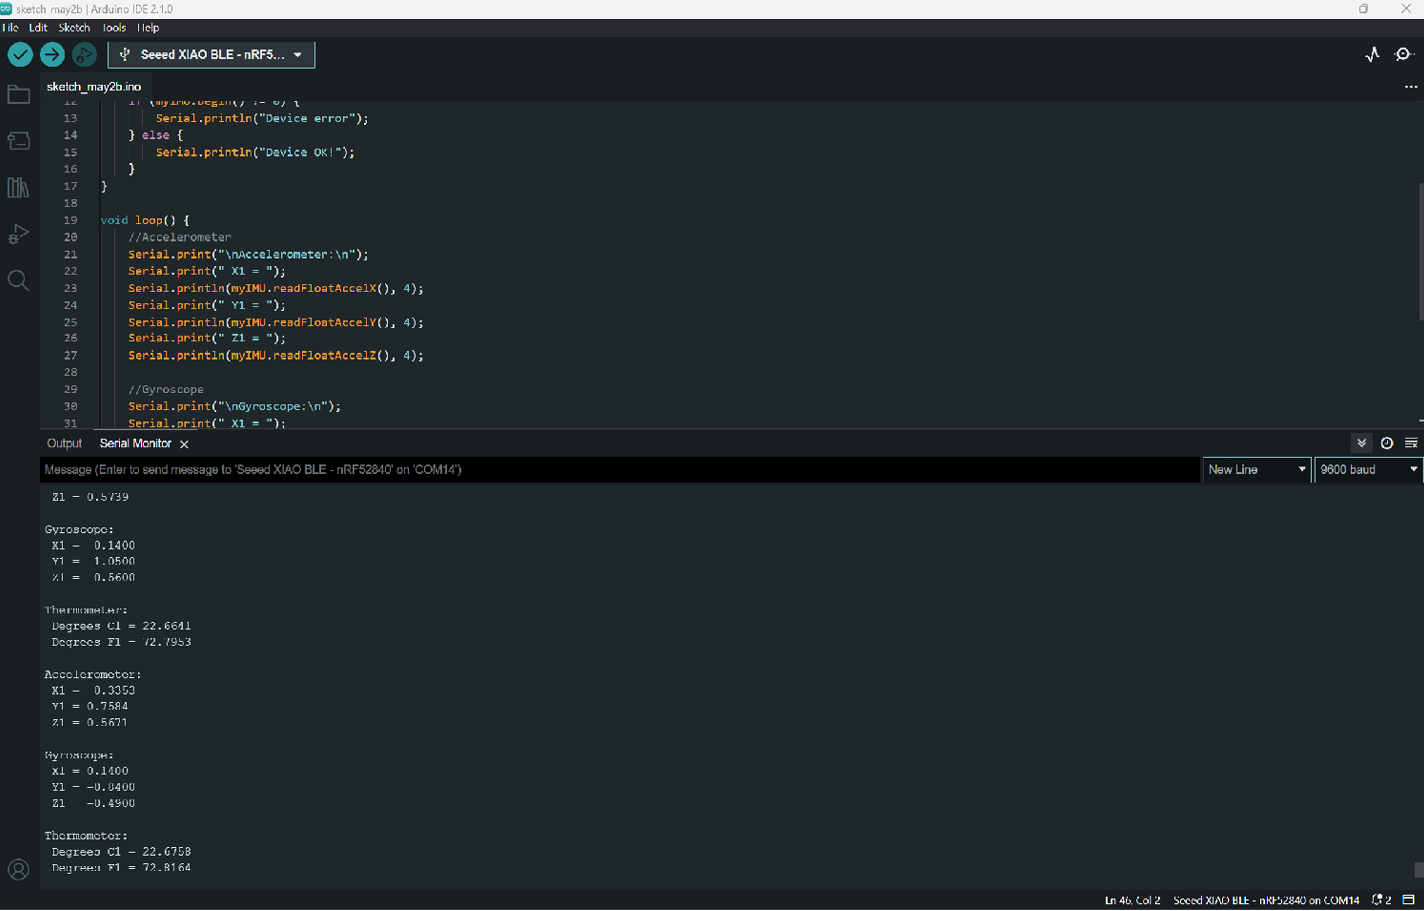 sketch_may2b | Arduino IDE 2.1.0
File Edit Sketch Tools Help
Seeed XIAO BLE - nRF5...
sketch_may2b.ino
12 if (myIMU.begin() != 0) {
13 Serial.println("Device error");
14 } else {
15 Serial.println("Device OK!");
16 }
17 }
18
19 void loop() {
20 //Accelerometer
21 Serial.print("\nAccelerometer:\n");
22 Serial.print(" X1 = ");
23 Serial.println(myIMU.readFloatAccelX(), 4);
24 Serial.print(" Y1 = ");
25 Serial.println(myIMU.readFloatAccelY(), 4);
26 Serial.print(" Z1 = ");
27 Serial.println(myIMU.readFloatAccelZ(), 4);
28
29 //Gyroscope
30 Serial.print("\nGyroscope:\n");
31 Serial.print(" X1 = ");
Output Serial Monitor
Message (Enter to send message to 'Seeed XIAO BLE - nRF52840' on 'COM14') New Line 9600 baud
Z1 = 0.5739
Gyroscope:
X1 = 0.1400
Y1 = 1.0500
Z1 = 0.5600
Thermometer:
Degrees C1 = 22.6641
Degrees F1 = 72.7953
Accelerometer:
X1 = 0.3353
Y1 = 0.7584
Z1 = 0.5671
Gyroscope:
X1 = 0.1400
Y1 = -0.8400
Z1 -0.4900
Thermometer:
Degrees C1 = 22.6758
Degrees F1 = 72.8164
Ln 46, Col 2 Seeed XIAO BLE - nRF52840 on COM14 2